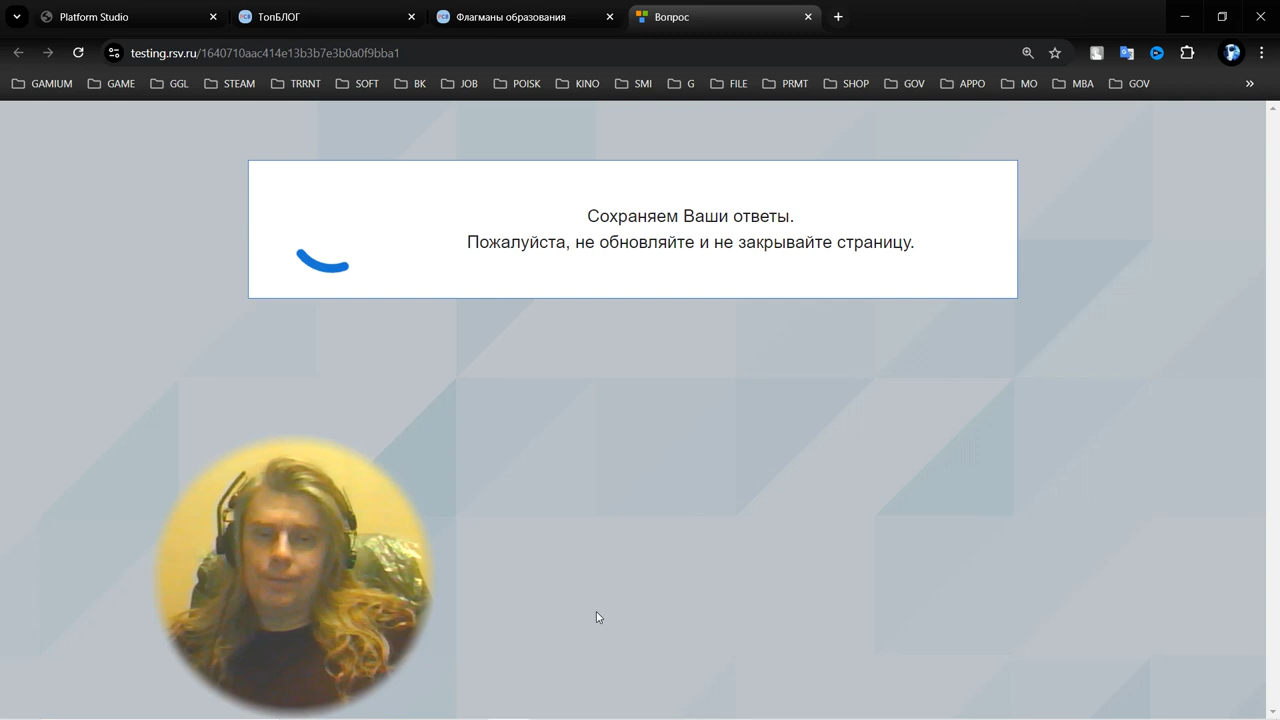 Platform Studio
ТопБЛОГ
Флагманы образования
Вопрос
testing.rsv.ru/1640710aac414e13b3b7e3b0a0f9bba1
GAMIUM GAME GGL STEAM TRRNT SOFT BK JOB POISK KINO SMI G FILE PRMT SHOP GOV APPO MO MBA GOV
Сохраняем Ваши ответы.
Пожалуйста, не обновляйте и не закрывайте страницу.